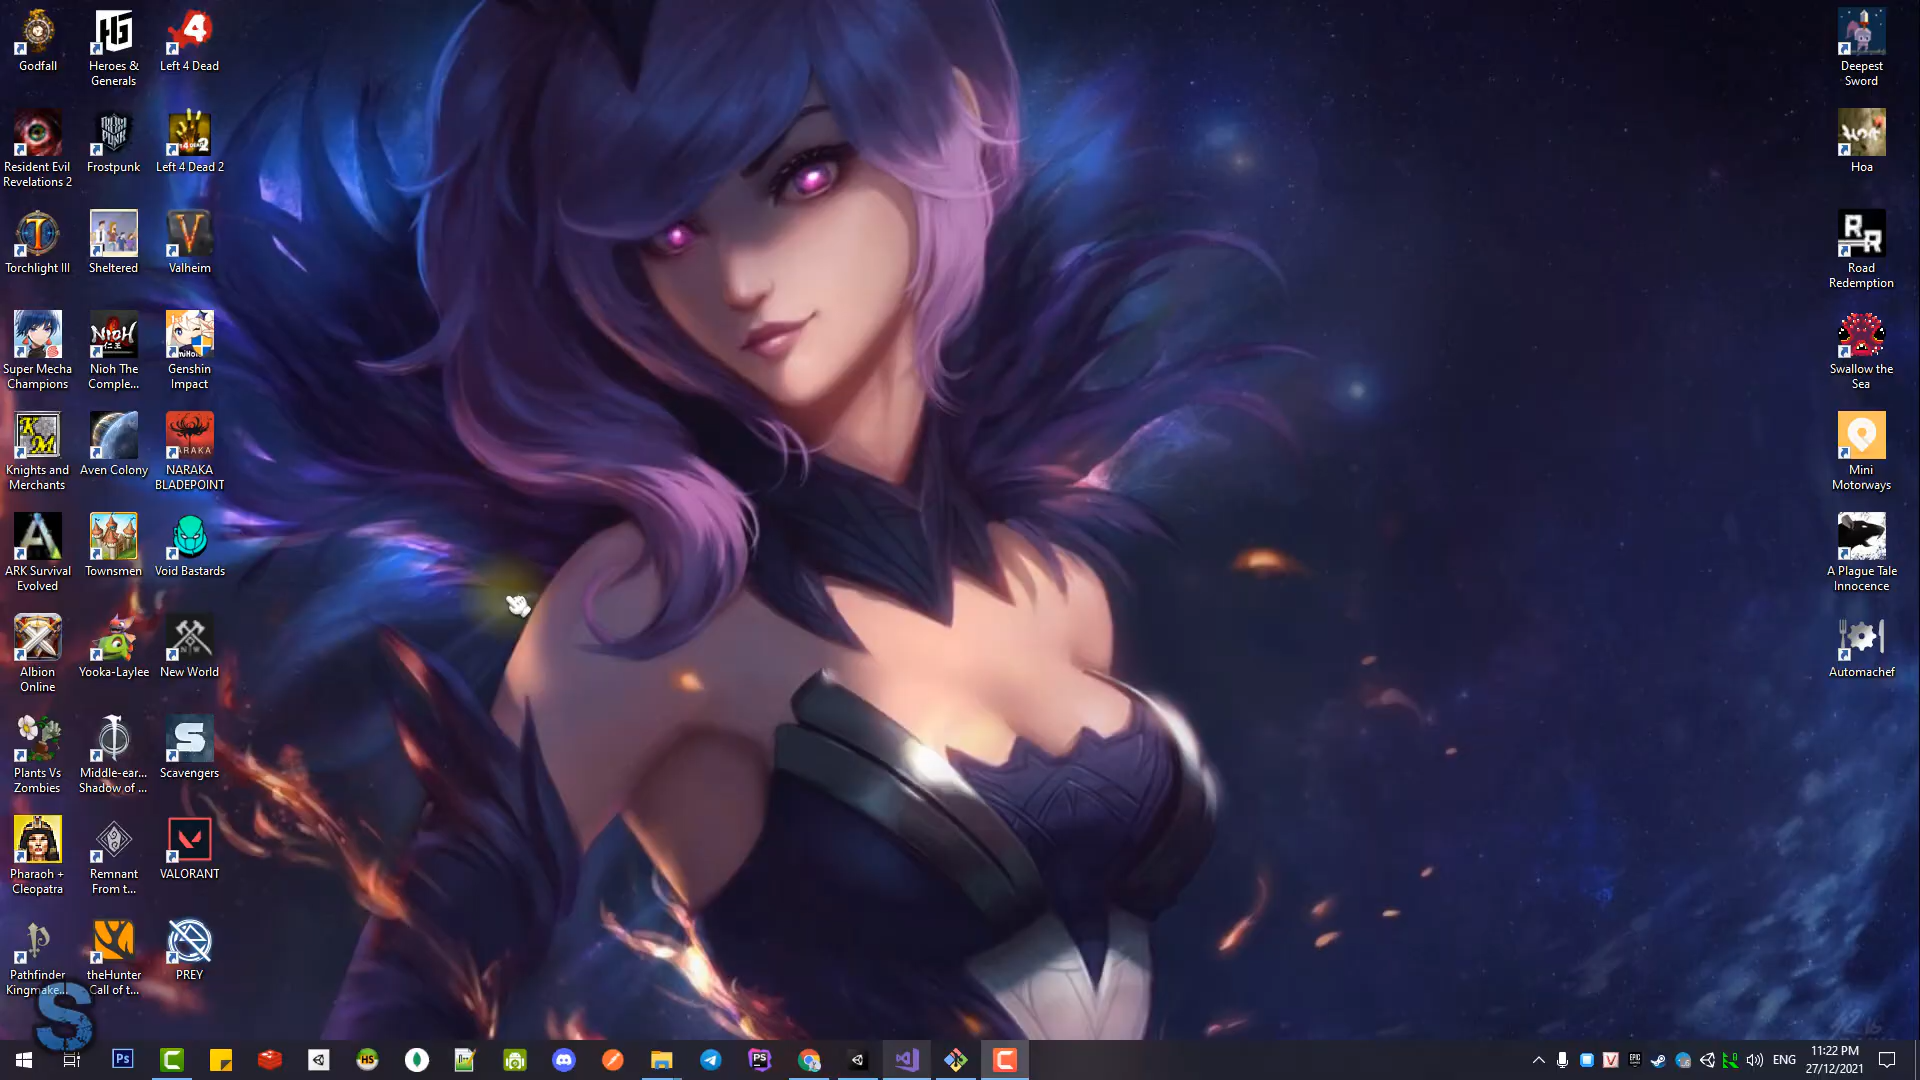 Godfall
Heroes &
Generals
Left 4 Dead
Resident Evil
Revelations 2
Frostpunk
Left 4 Dead 2
Torchlight III
Sheltered
Valheim
Super Mecha
Champions
Nioh The
Comple...
Genshin
Impact
Knights and
Merchants
Aven Colony
NARAKA
BLADEPOINT
ARK Survival
Evolved
Townsmen
Void Bastards
Albion
Online
Yooka-Laylee
New World
Plants Vs
Zombies
Middle-ear...
Shadow of ...
Scavengers
Pharaoh +
Cleopatra
Remnant
From t...
VALORANT
Pathfinder
Kingmake...
theHunter
Call of t...
PREY
Deepest
Sword
Hoa
Road
Redemption
Swallow the
Sea
Mini
Motorways
A Plague Tale
Innocence
Automachef
Ps
HS
PS
ENG
11:22 PM
27/12/2021